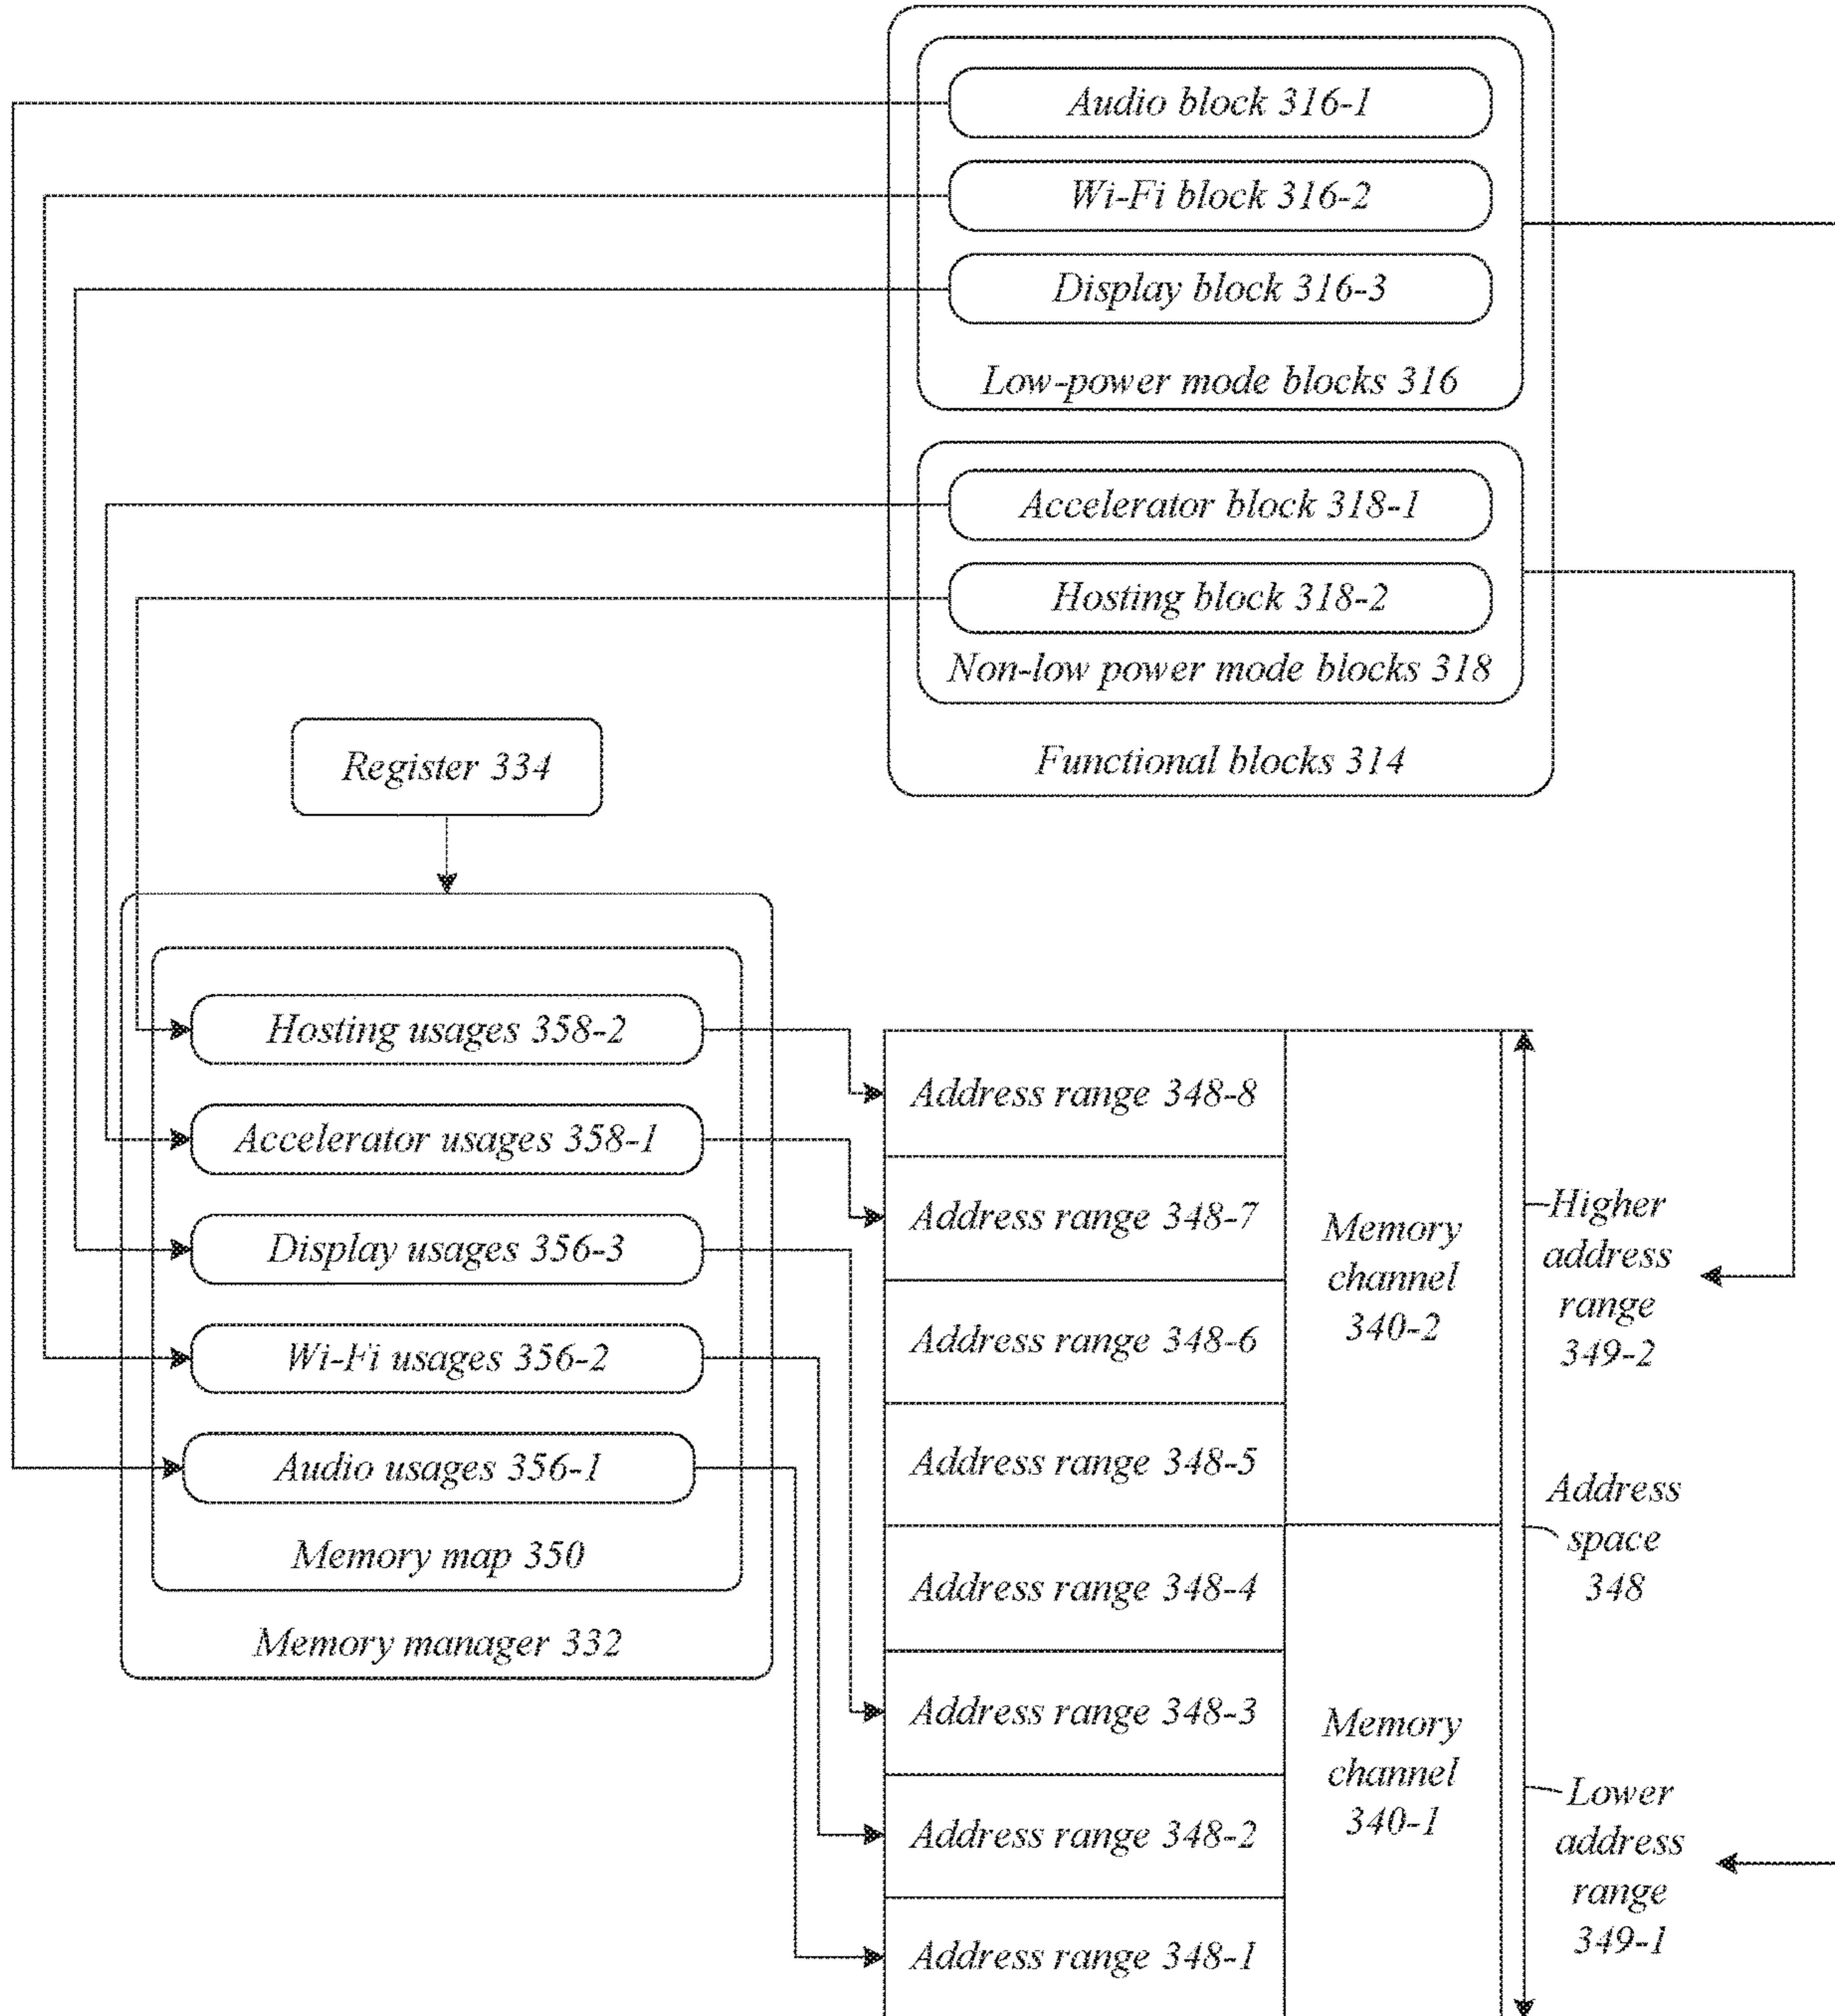 Audio block 316-1
Wi-Fi block 316-2
Display block 316-3
Low-power mode blocks 316
Accelerator block 318-1
Hosting block 318-2
Non-low power mode blocks 318
Functional blocks 314
Register 334
Hosting usages 358-2
Accelerator usages 358-1
Display usages 356-3
Wi-Fi usages 356-2
Audio usages 356-1
Memory map 350
Memory manager 332
Address range 348-8
Address range 348-7
Address range 348-6
Address range 348-5
Address range 348-4
Address range 348-3
Address range 348-2
Address range 348-1
Memory
channel
340-2
Memory
channel
340-1
Higher
address
range
349-2
Address
space
348
Lower
address
range
349-1